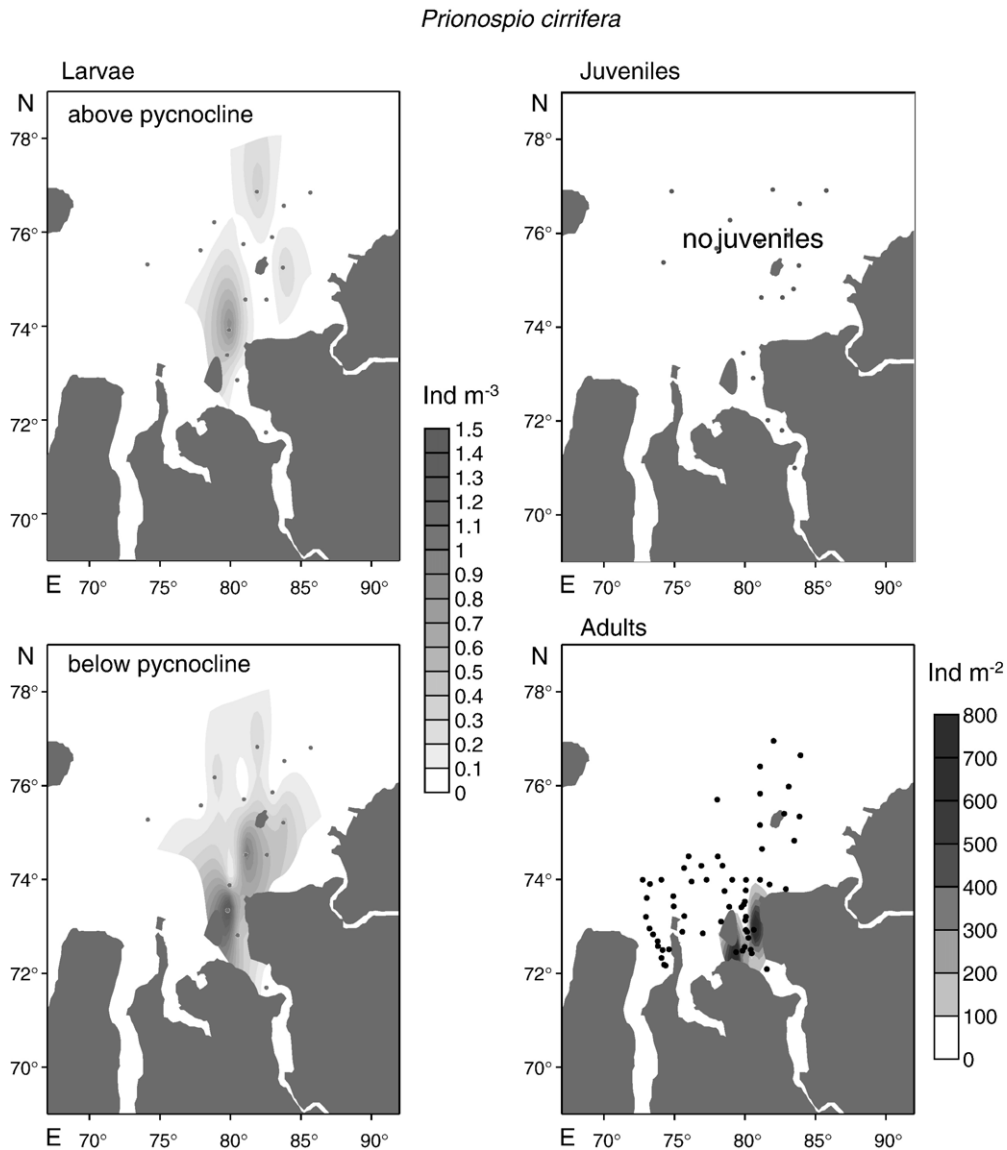 Prionospio cirrifera
Larvae
N
above pycnocline
78°
76°
74°
72°
70°
E 70° 75° 80° 85° 90°
Juveniles
N
78°
76°
no juveniles
74°
72°
70°
E 70° 75° 80° 85° 90°
Ind m-3
1.5
1.4
1.3
1.2
1.1
1
0.9
0.8
0.7
0.6
0.5
0.4
0.3
0.2
0.1
0
N
below pycnocline
78°
76°
74°
72°
70°
E 70° 75° 80° 85° 90°
Adults
N
78°
76°
74°
72°
70°
E 70° 75° 80° 85° 90°
Ind m-2
800
700
600
500
400
300
200
100
0